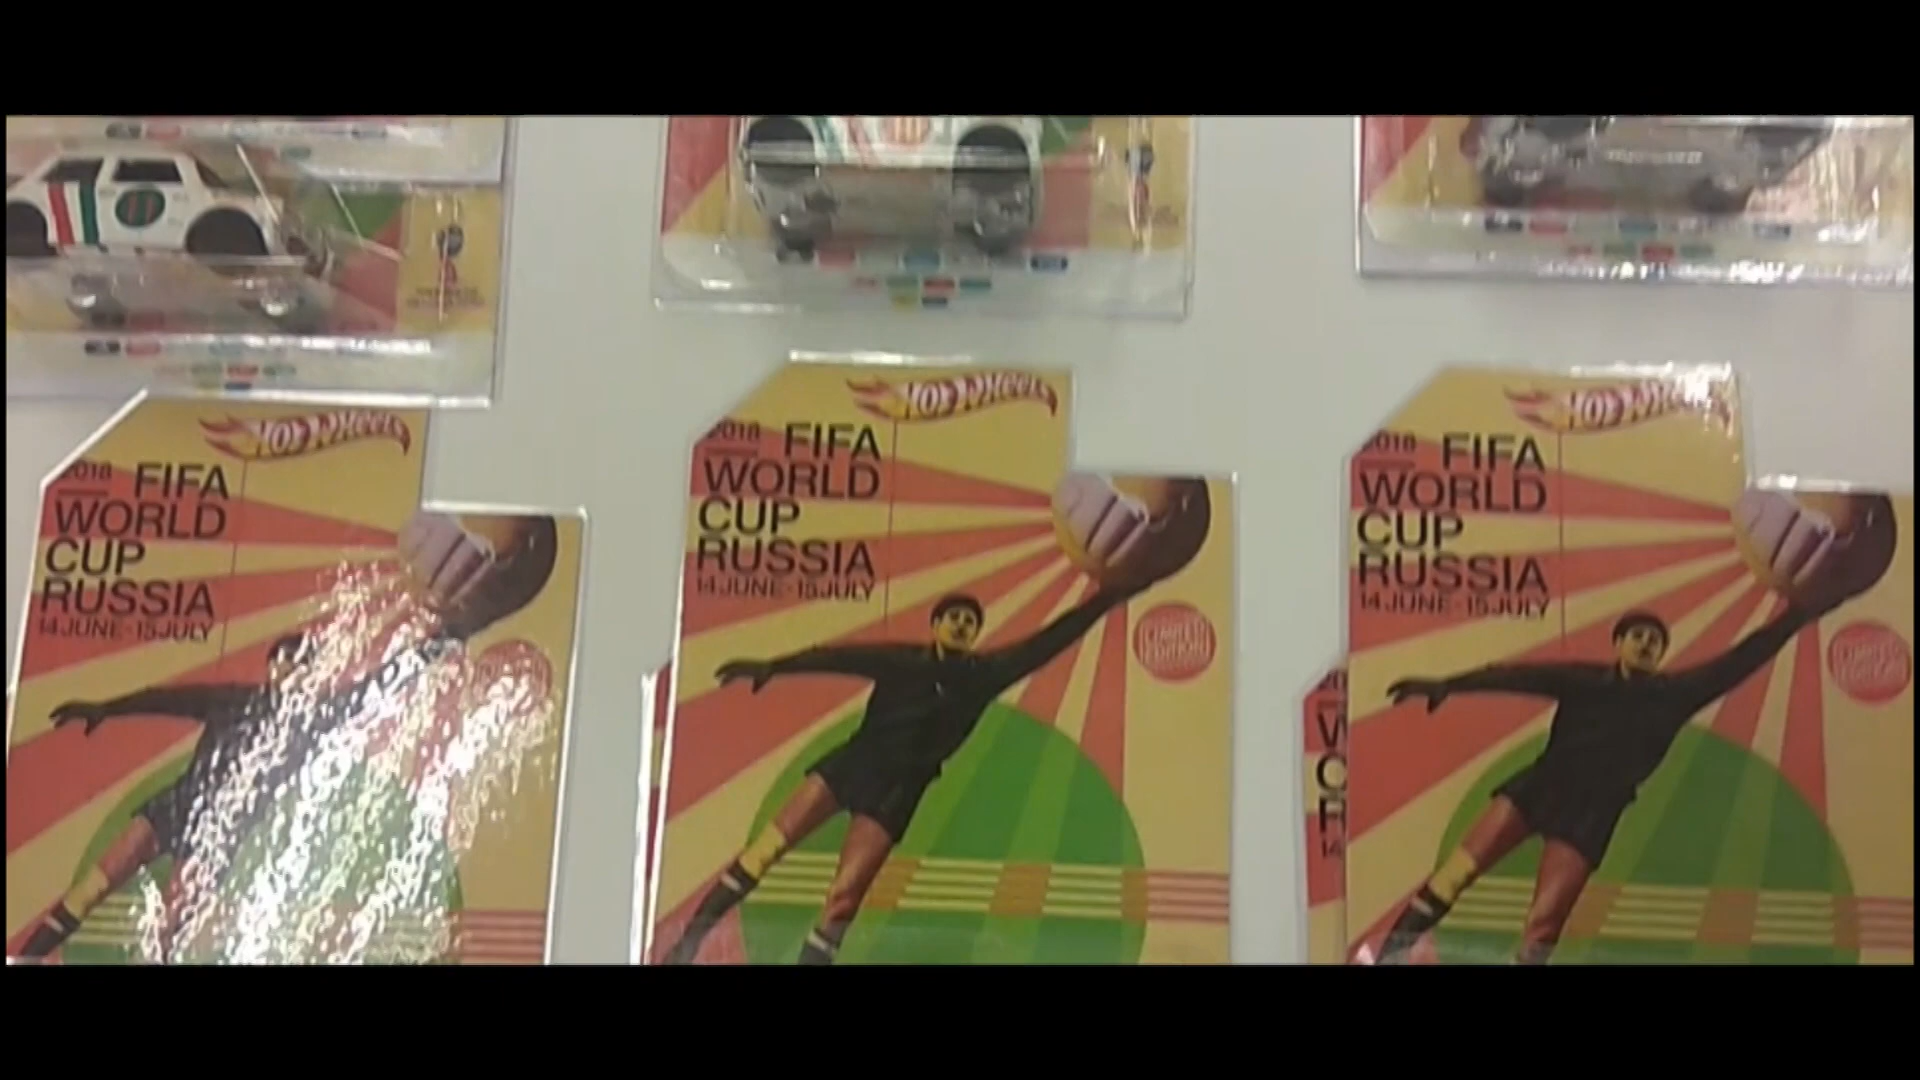 HOT WHEELS
2018 FIFA
WORLD
CUP
RUSSIA
14 JUNE - 15 JULY
HOT WHEELS
2018 FIFA
WORLD
CUP
RUSSIA
14 JUNE - 15 JULY
LIMITED
EDITION
HOT WHEELS
2018 FIFA
WORLD
CUP
RUSSIA
14 JUNE - 15 JULY
LIMITED
EDITION
W
C
R
14